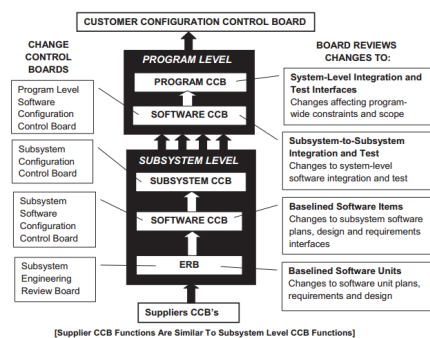 CUSTOMER CONFIGURATION CONTROL BOARD
CHANGE
CONTROL
BOARDS
Program Level
Software
Configuration
Control Board
Subsystem
Configuration
Control Board
Subsystem
Software
Configuration
Control Board
Subsystem
Engineering
Review Board
PROGRAM LEVEL
PROGRAM CCB
SOFTWARE CCB
SUBSYSTEM LEVEL
SUBSYSTEM CCB
SOFTWARE CCB
ERB
Suppliers CCB's
BOARD REVIEWS
CHANGES TO:
System-Level Integration and
Test Interfaces
Changes affecting program-
wide constraints and scope
Subsystem-to-Subsystem
Integration and Test
Changes to system-level
software integration and test
Baselined Software Items
Changes to subsystem software
plans, design and requirements
interfaces
Baselined Software Units
Changes to software unit plans,
requirements and design
[Supplier CCB Functions Are Similar To Subsystem Level CCB Functions]